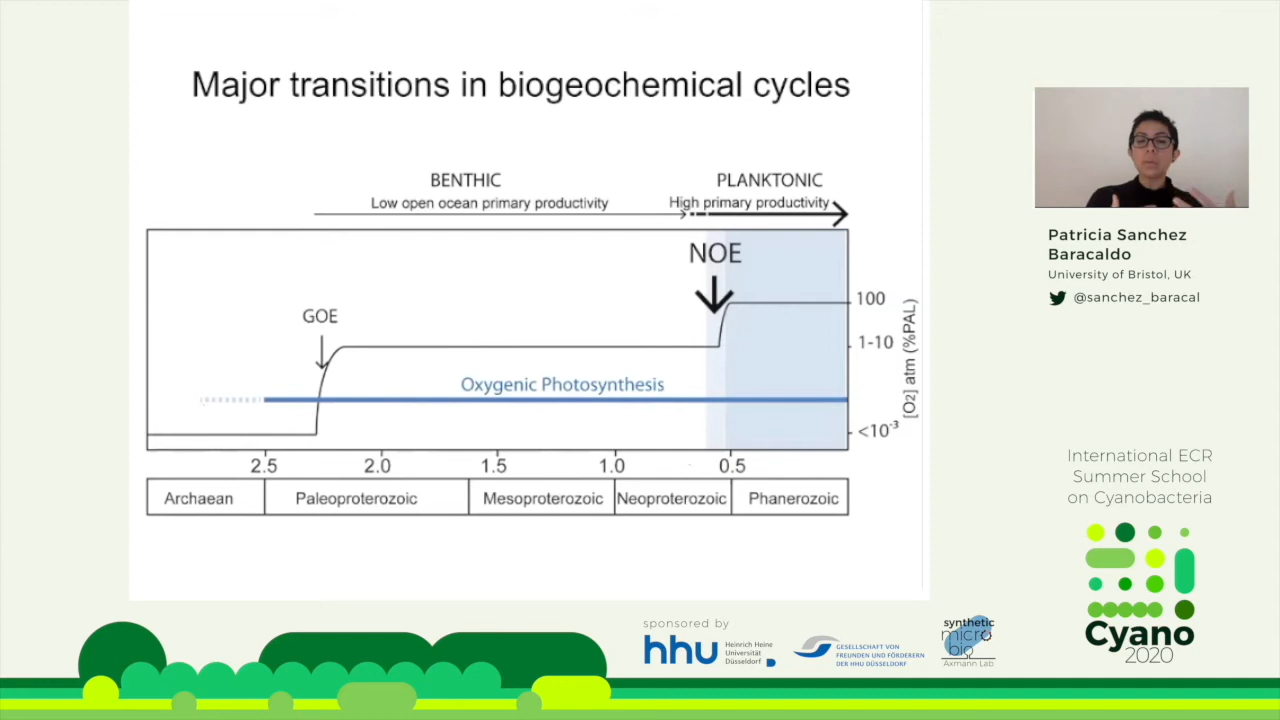 Major transitions in biogeochemical cycles
BENTHIC
Low open ocean primary productivity
PLANKTONIC
High primary productivity
NOE
GOE
Oxygenic Photosynthesis
100
1-10
<10⁻³
[O2] atm (%PAL)
2.5 2.0 1.5 1.0 0.5
Archaean Paleoproterozoic Mesoproterozoic Neoproterozoic Phanerozoic
Patricia Sanchez
Baracaldo
University of Bristol, UK
@sanchez_baracal
International ECR
Summer School
on Cyanobacteria
Cyano
2020
sponsored by
hhu
Heinrich Heine
Universität
Düsseldorf
GESELLSCHAFT VON
FREUNDEN UND FÖRDERERN
DER HHU DÜSSELDORF
synthetic
micro
bio
Axmann Lab